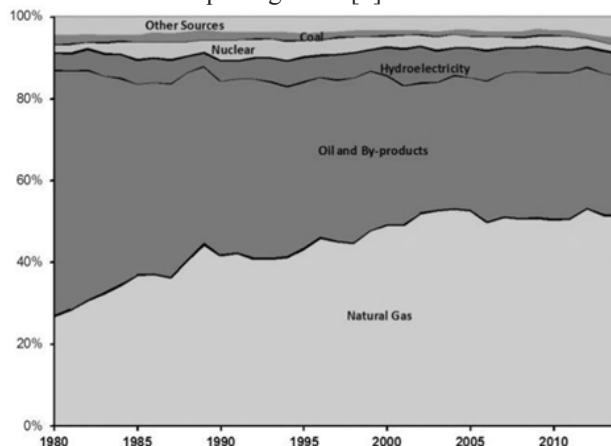 100%
Other Sources
Coal
Nuclear
Hydroelectricity
80%
Oil and By-products
60%
40%
Natural Gas
20%
0%
1980 1985 1990 1995 2000 2005 2010